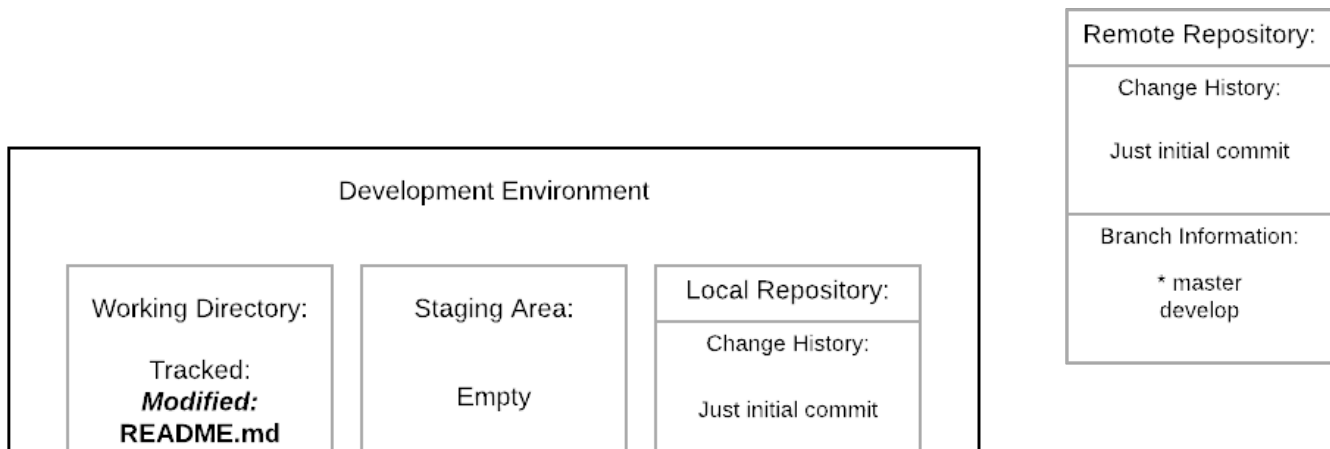 Remote Repository:
Change History:
Just initial commit
Branch Information:
* master
develop
Development Environment
Working Directory:
Tracked:
Modified:
README.md
Staging Area:
Empty
Local Repository:
Change History:
Just initial commit